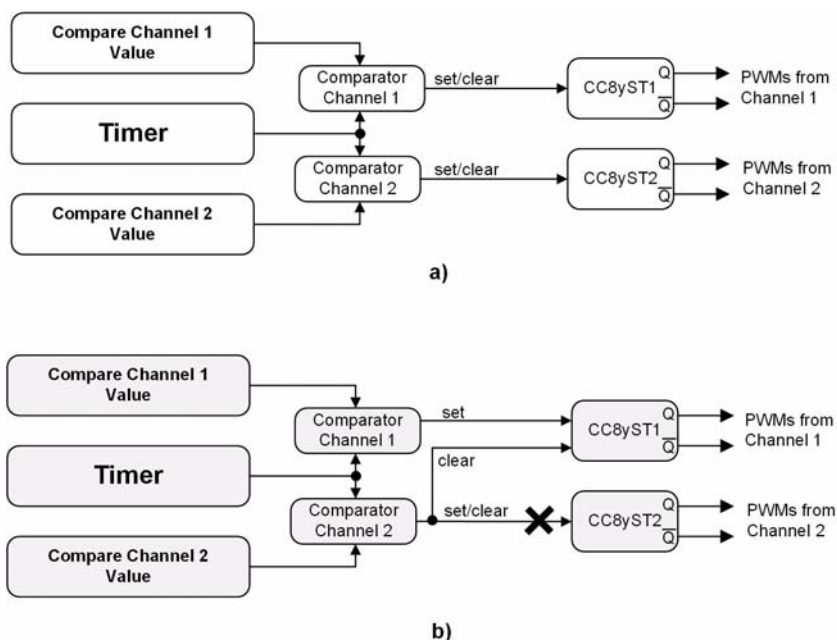 Compare Channel 1
Value
Timer
Compare Channel 2
Value
Comparator
Channel 1
Comparator
Channel 2
set/clear
set/clear
CC8yST1
Q
Q̅
CC8yST2
Q
Q̅
PWMs from
Channel 1
PWMs from
Channel 2
a)
Compare Channel 1
Value
Timer
Compare Channel 2
Value
Comparator
Channel 1
Comparator
Channel 2
set
clear
set/clear
CC8yST1
Q
Q̅
CC8yST2
Q
Q̅
PWMs from
Channel 1
PWMs from
Channel 2
b)